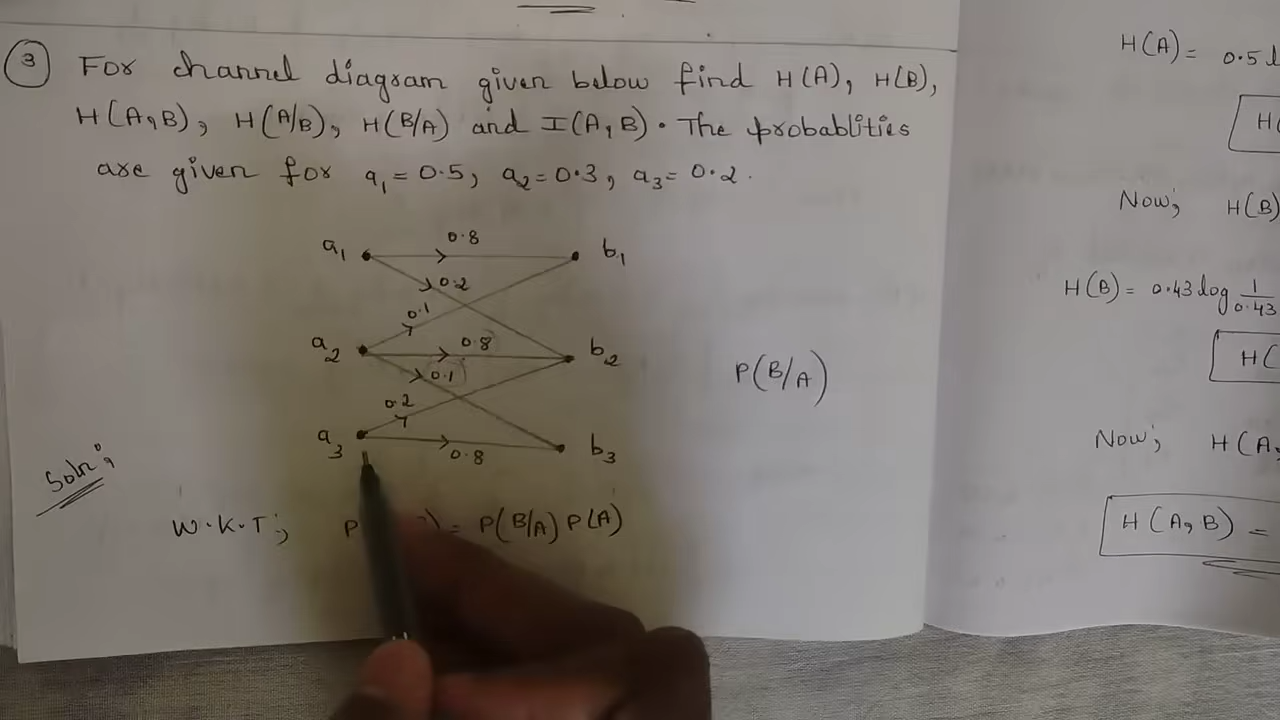 3 For channel diagram given below find H(A), H(B),
H(A,B), H(A/B), H(B/A) and I(A,B). The probablities
are given for a₁ = 0.5, a₂ = 0.3, a₃ = 0.2.
a₁ 0.8 b₁
0.2
0.1
a₂ 0.8 b₂
0.1
0.2
a₃ 0.8 b₃
P(B/A)
Soln:
W.K.T; P ) = P(B/A) P(A)
H(A) = 0.5
Now; H(B)
H(B) = 0.43 log 1/0.43
H(
Now; H(A,
H(A,B) =